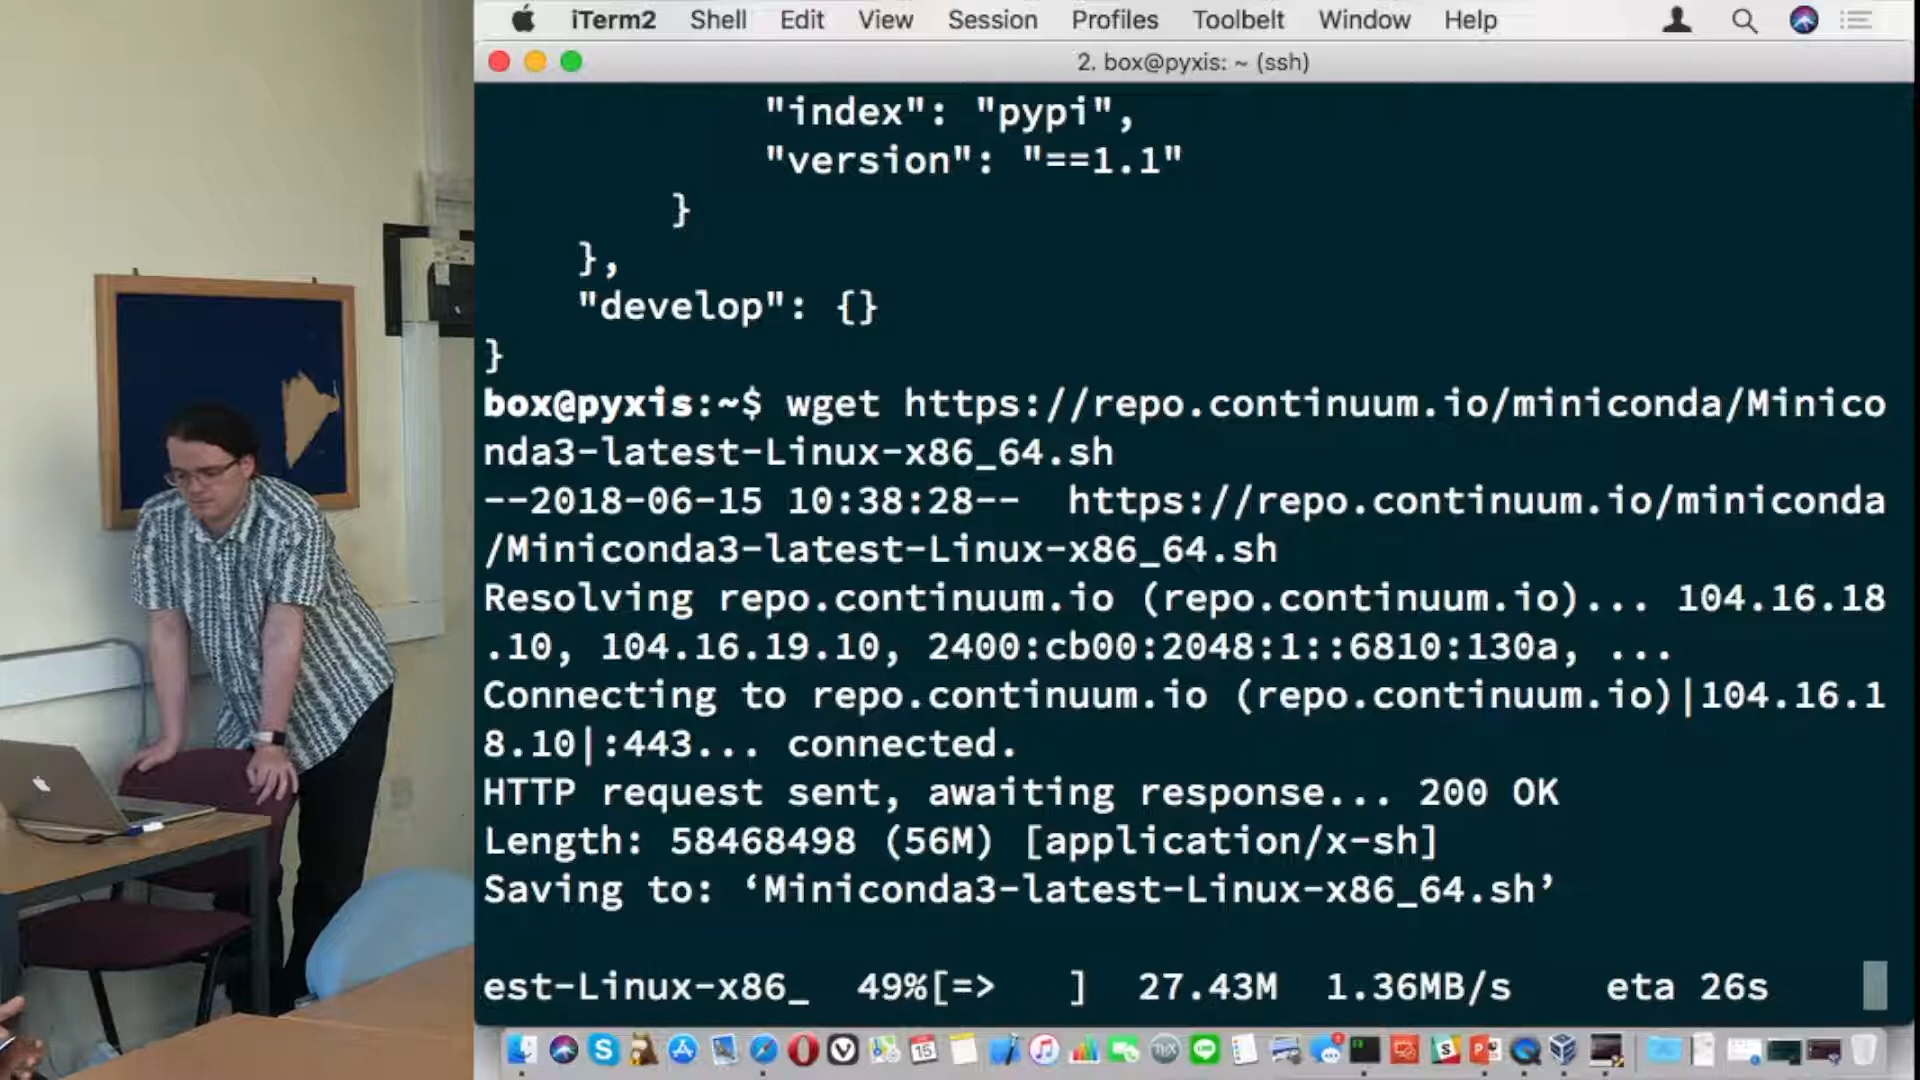 iTerm2 Shell Edit View Session Profiles Toolbelt Window Help
2. box@pyxis: ~ (ssh)
"index": "pypi",
"version": "==1.1"
}
},
"develop": {}
}
box@pyxis:~$ wget https://repo.continuum.io/miniconda/Minico
nda3-latest-Linux-x86_64.sh
--2018-06-15 10:38:28-- https://repo.continuum.io/miniconda
/Miniconda3-latest-Linux-x86_64.sh
Resolving repo.continuum.io (repo.continuum.io)... 104.16.18
.10, 104.16.19.10, 2400:cb00:2048:1::6810:130a, ...
Connecting to repo.continuum.io (repo.continuum.io)|104.16.1
8.10|:443... connected.
HTTP request sent, awaiting response... 200 OK
Length: 58468498 (56M) [application/x-sh]
Saving to: ‘Miniconda3-latest-Linux-x86_64.sh’
est-Linux-x86_ 49%[=> ] 27.43M 1.36MB/s eta 26s
15